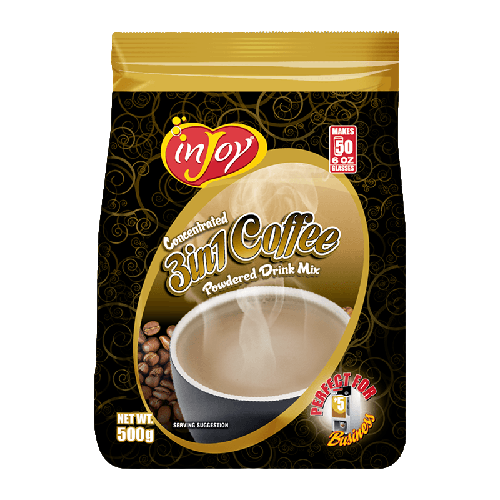 inJoy
MAKES
50
6 OZ
GLASSES
Concentrated
3in1 Coffee
Powdered Drink Mix
PERFECT FOR
5
Business
NET WT.
500g
SERVING SUGGESTION